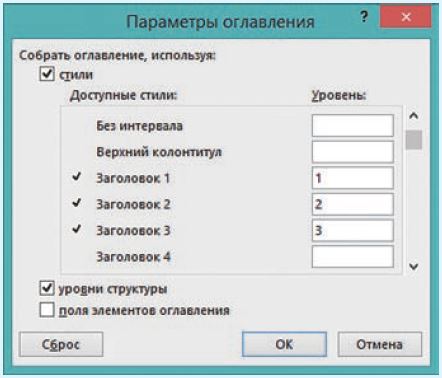 Параметры оглавления ?
Собрать оглавление, используя:
стили
Доступные стили: Уровень:
Без интервала
Верхний колонтитул
Заголовок 1 1
Заголовок 2 2
Заголовок 3 3
Заголовок 4
уровни структуры
поля элементов оглавления
Сброс ОК Отмена